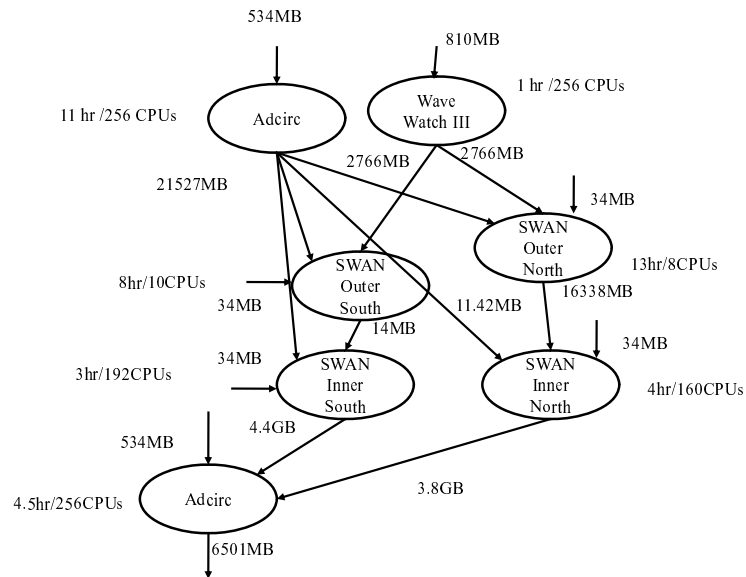 534MB
810MB
1 hr /256 CPUs
Wave
Watch III
11 hr /256 CPUs
Adcirc
2766MB
2766MB
21527MB
34MB
SWAN
Outer
North
13hr/8CPUs
SWAN
Outer
South
8hr/10CPUs
34MB
11.42MB
16338MB
14MB
34MB
34MB
SWAN
Inner
South
3hr/192CPUs
SWAN
Inner
North
4hr/160CPUs
4.4GB
534MB
3.8GB
Adcirc
4.5hr/256CPUs
6501MB